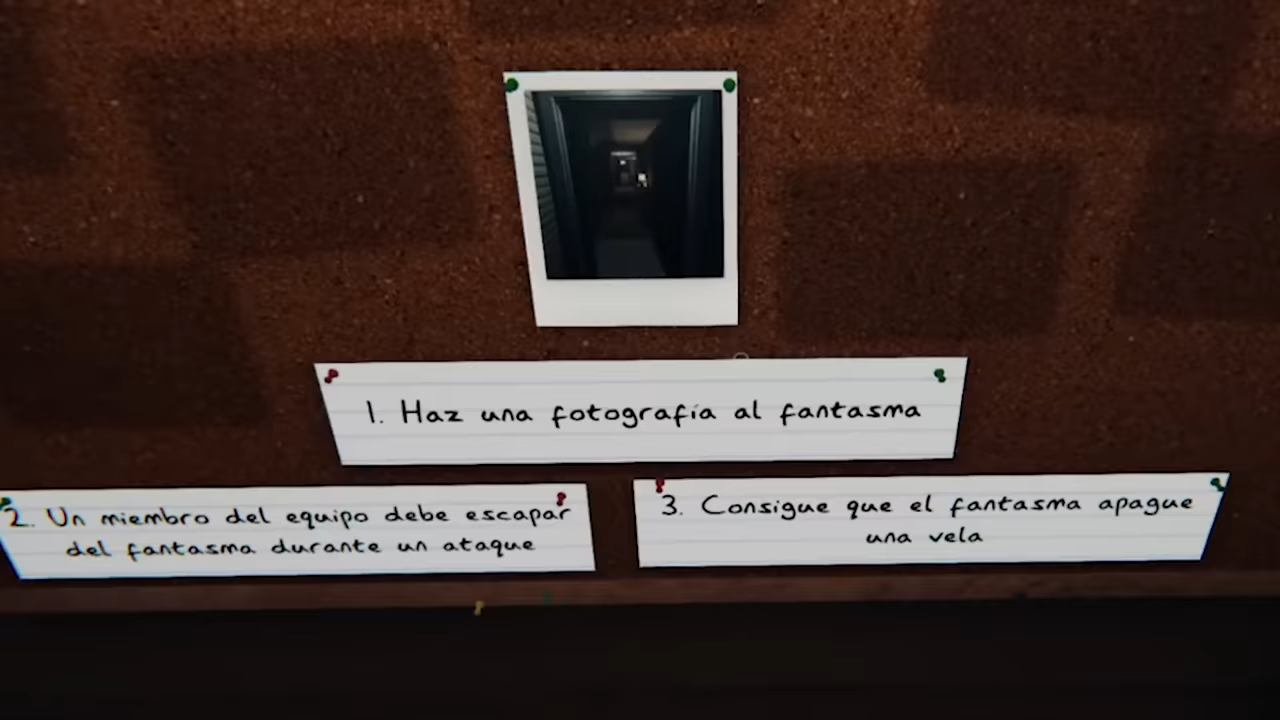 1. Haz una fotografía al fantasma
2. Un miembro del equipo debe escapar
del fantasma durante un ataque
3. Consigue que el fantasma apague
una vela